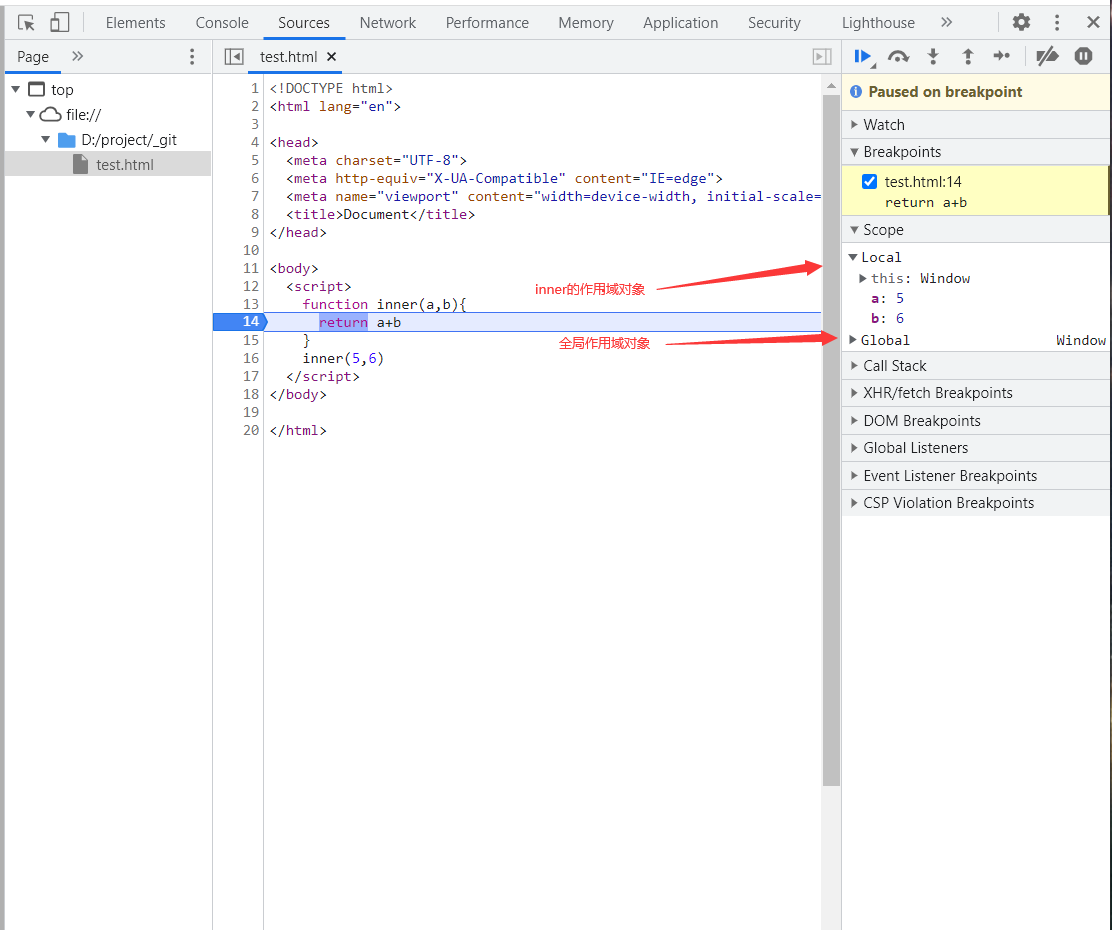 Elements Console Sources Network Performance Memory Application Security Lighthouse »
Page »
test.html ×
top
file://
D:/project/_git
test.html
1 <!DOCTYPE html>
2 <html lang="en">
3
4 <head>
5 <meta charset="UTF-8">
6 <meta http-equiv="X-UA-Compatible" content="IE=edge">
7 <meta name="viewport" content="width=device-width, initial-scale=
8 <title>Document</title>
9 </head>
10
11 <body>
12 <script>
13 function inner(a,b){
14 return a+b
15 }
16 inner(5,6)
17 </script>
18 </body>
19
20 </html>
inner的作用域对象
全局作用域对象
Paused on breakpoint
Watch
Breakpoints
test.html:14
return a+b
Scope
Local
this: Window
a: 5
b: 6
Global Window
Call Stack
XHR/fetch Breakpoints
DOM Breakpoints
Global Listeners
Event Listener Breakpoints
CSP Violation Breakpoints